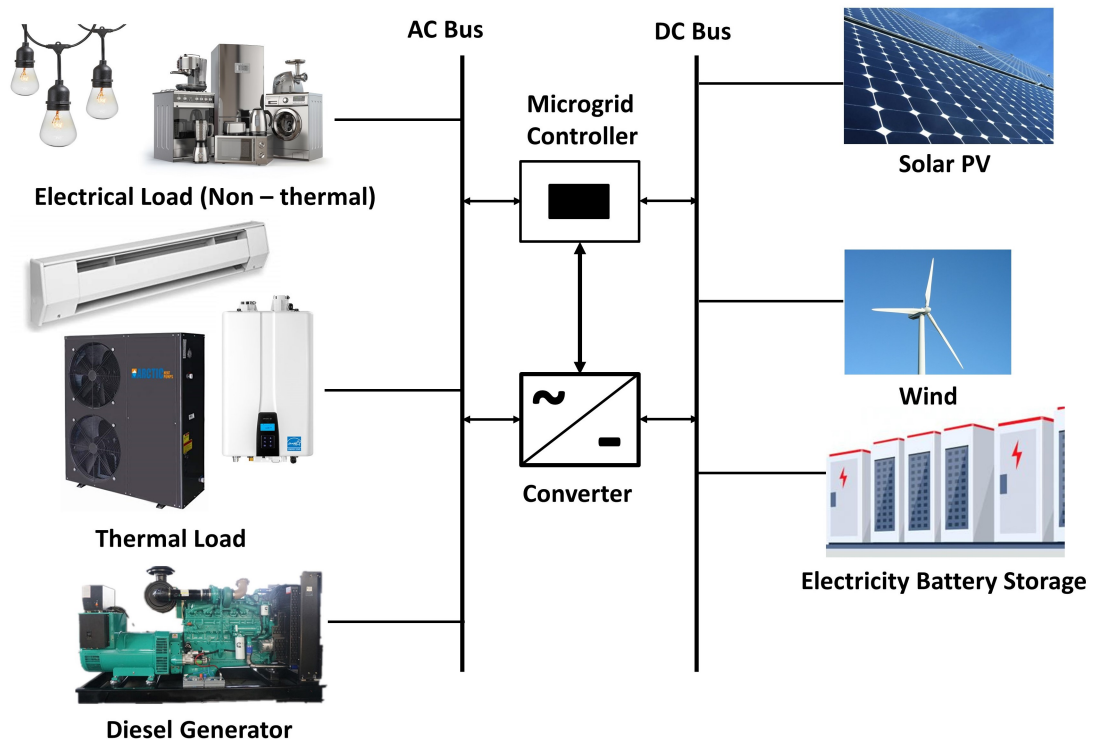 AC Bus
DC Bus
Microgrid
Controller
Solar PV
Electrical Load (Non – thermal)
ARCTIC
Wind
Converter
Thermal Load
Electricity Battery Storage
Diesel Generator